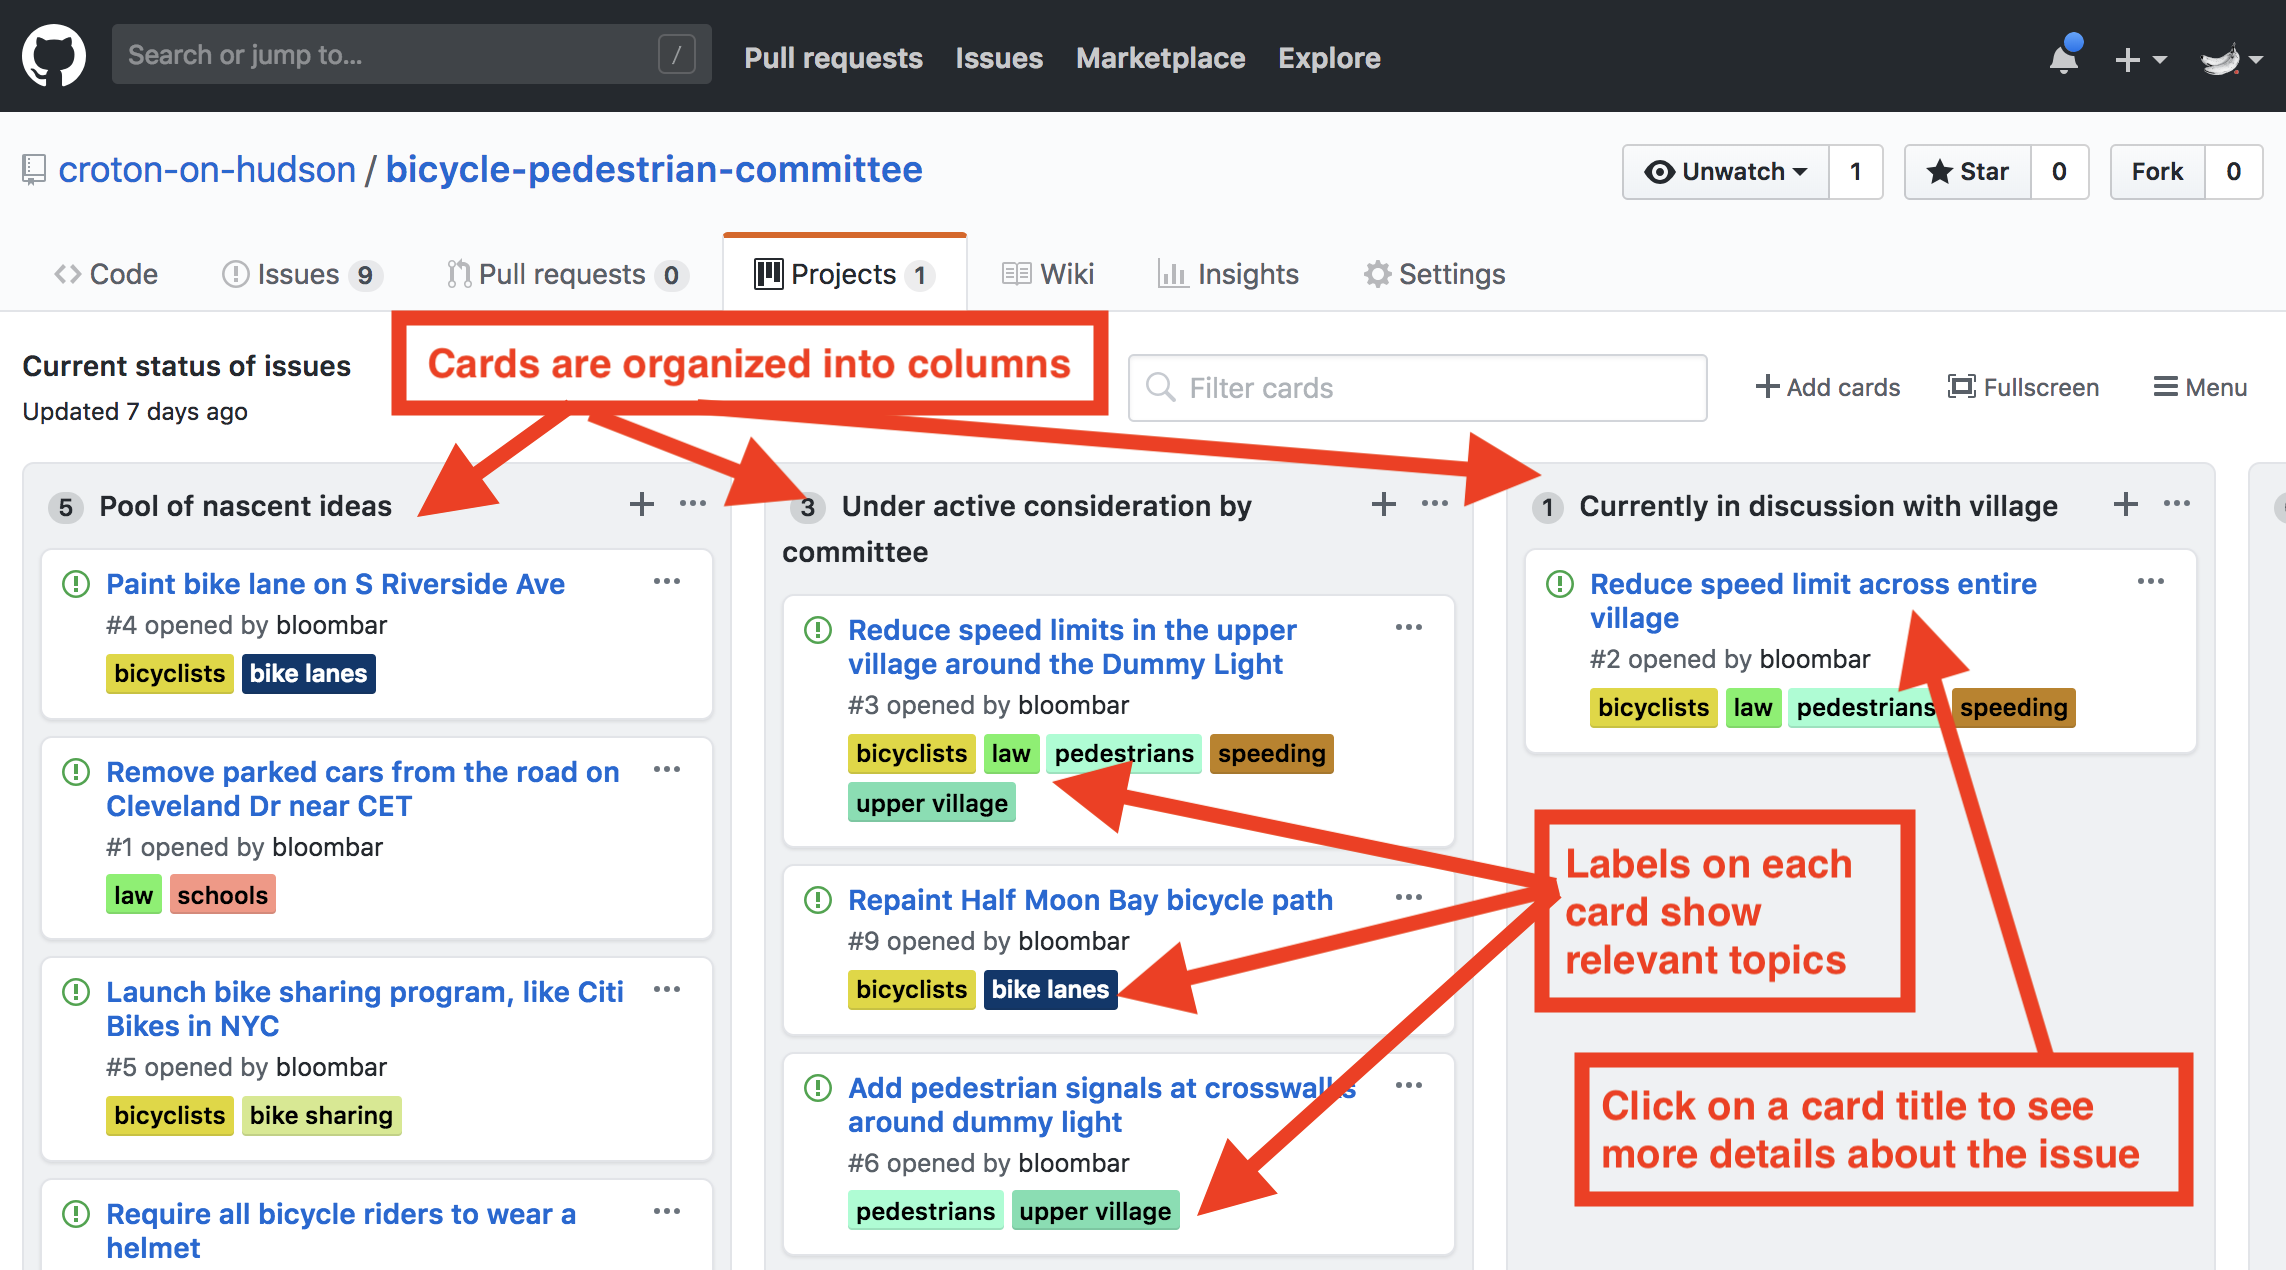 Search or jump to...
/
Pull requests
Issues
Marketplace
Explore
croton-on-hudson / bicycle-pedestrian-committee
Unwatch 1
Star 0
Fork 0
Code
Issues 9
Pull requests 0
Projects 1
Wiki
Insights
Settings
Current status of issues
Updated 7 days ago
Cards are organized into columns
Filter cards
Add cards
Fullscreen
Menu
5 Pool of nascent ideas
Paint bike lane on S Riverside Ave
#4 opened by bloombar
bicyclists bike lanes
Remove parked cars from the road on
Cleveland Dr near CET
#1 opened by bloombar
law schools
Launch bike sharing program, like Citi
Bikes in NYC
#5 opened by bloombar
bicyclists bike sharing
Require all bicycle riders to wear a
helmet
3 Under active consideration by
committee
Reduce speed limits in the upper
village around the Dummy Light
#3 opened by bloombar
bicyclists law pedestrians speeding
upper village
Repaint Half Moon Bay bicycle path
#9 opened by bloombar
bicyclists bike lanes
Add pedestrian signals at crosswalks
around dummy light
#6 opened by bloombar
pedestrians upper village
1 Currently in discussion with village
Reduce speed limit across entire
village
#2 opened by bloombar
bicyclists law pedestrians speeding
Labels on each
card show
relevant topics
Click on a card title to see
more details about the issue